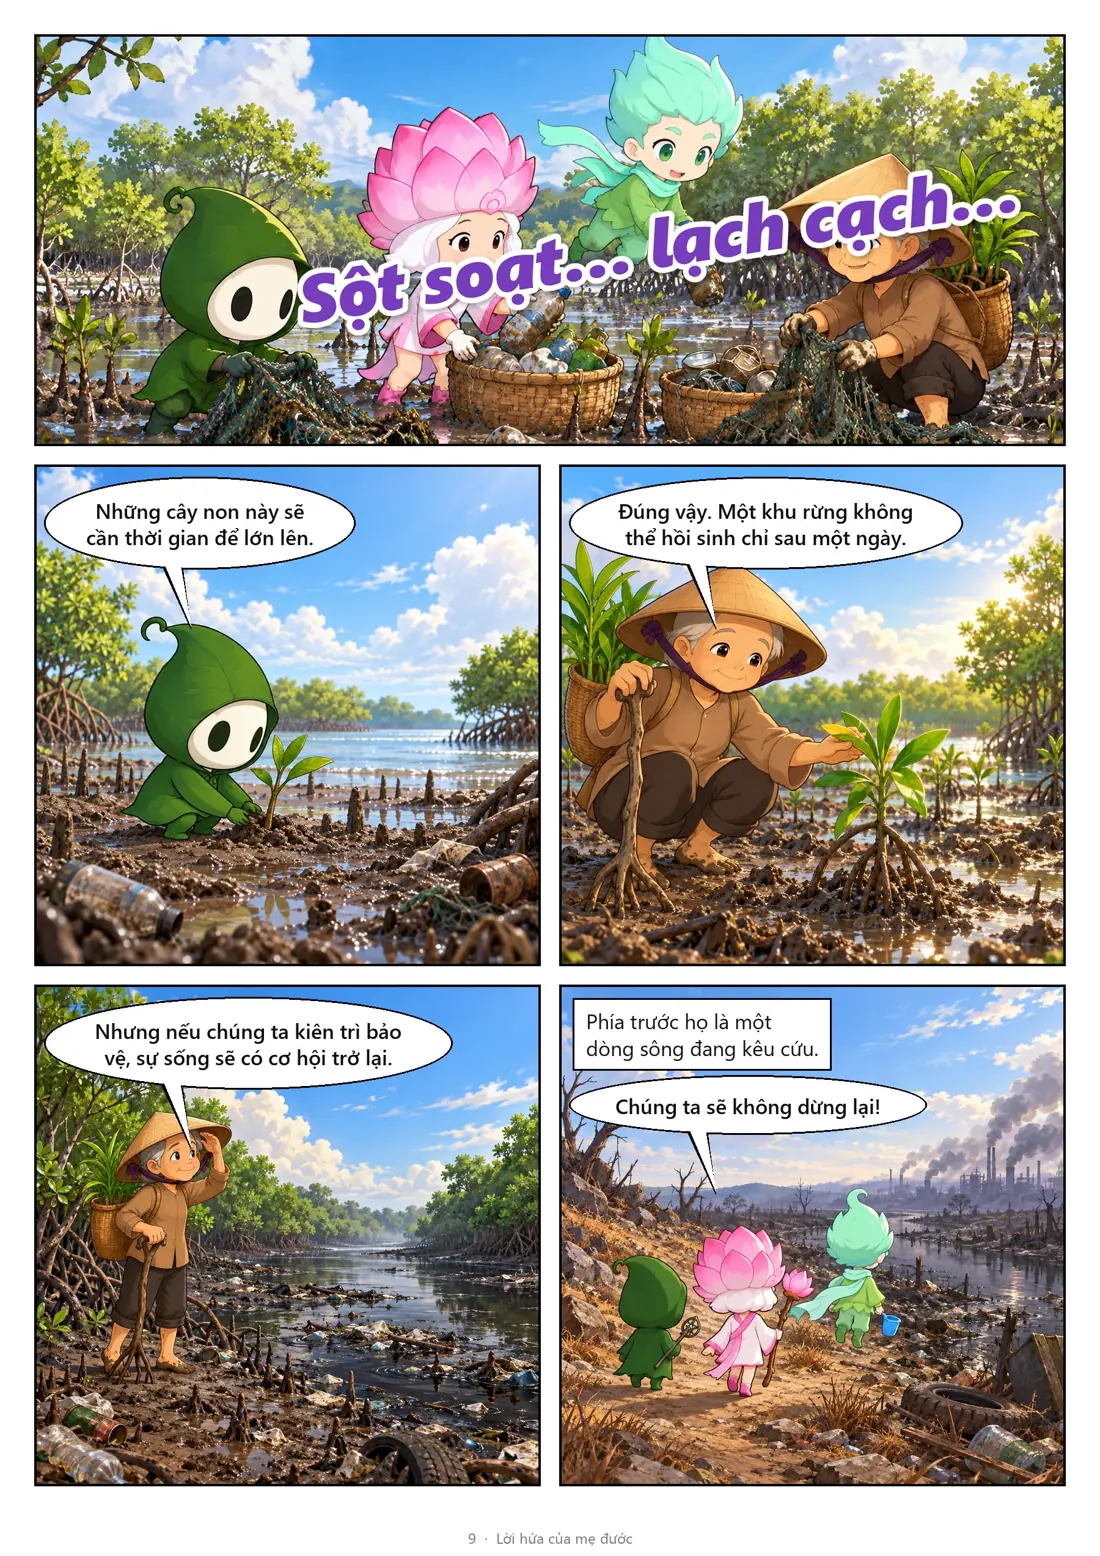 Sột soạt... lạch cạch...
Những cây non này sẽ
cần thời gian để lớn lên.
Đúng vậy. Một khu rừng không
thể hồi sinh chỉ sau một ngày.
Nhưng nếu chúng ta kiên trì bảo
vệ, sự sống sẽ có cơ hội trở lại.
Phía trước họ là một
dòng sông đang kêu cứu.
Chúng ta sẽ không dừng lại!
9 · Lời hứa của mẹ đước